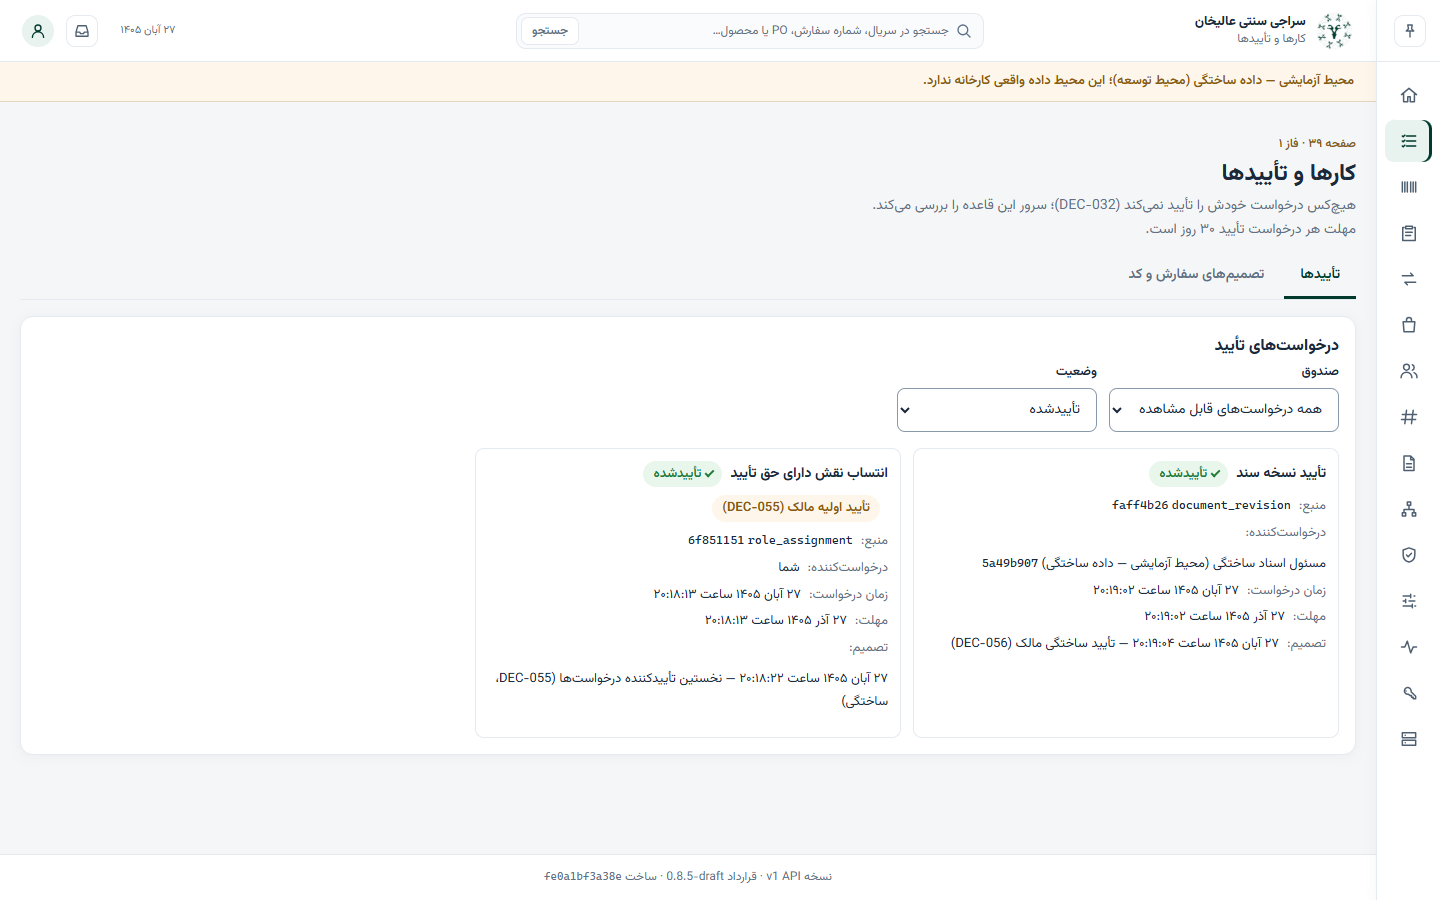 سراجی سنتی عالیخان
کارها و تأییدها
جستجو در سریال، شماره سفارش، PO یا محصول...
جستجو
۲۷ آبان ۱۴۰۵
محیط آزمایشی — داده ساختگی (محیط توسعه)؛ این محیط داده واقعی کارخانه ندارد.
صفحه ۳۹ · فاز ۱
کارها و تأییدها
هیچ‌کس درخواست خودش را تأیید نمی‌کند (DEC-032)؛ سرور این قاعده را بررسی می‌کند.
مهلت هر درخواست تأیید ۳۰ روز است.
تأییدها
تصمیم‌های سفارش و کد
درخواست‌های تأیید
صندوق
وضعیت
همه درخواست‌های قابل مشاهده
تأییدشده
تأیید نسخه سند ✓ تأییدشده
منبع: document_revision faff4b26
درخواست‌کننده:
مسئول اسناد ساختگی (محیط آزمایشی — داده ساختگی) 5a49b907
زمان درخواست: ۲۷ آبان ۱۴۰۵ ساعت ۲۰:۱۹:۰۲
مهلت: ۲۷ آذر ۱۴۰۵ ساعت ۲۰:۱۹:۰۲
تصمیم: ۲۷ آبان ۱۴۰۵ ساعت ۲۰:۱۹:۰۴ — تأیید ساختگی مالک (DEC-056)
انتساب نقش دارای حق تأیید ✓ تأییدشده
تأیید اولیه مالک (DEC-055)
منبع: role_assignment 6f851151
درخواست‌کننده: شما
زمان درخواست: ۲۷ آبان ۱۴۰۵ ساعت ۲۰:۱۸:۱۳
مهلت: ۲۷ آذر ۱۴۰۵ ساعت ۲۰:۱۸:۱۳
تصمیم:
۲۷ آبان ۱۴۰۵ ساعت ۲۰:۱۸:۲۲ — نخستین تأییدکننده درخواست‌ها (DEC-055،
ساختگی)
نسخه v1 API · قرارداد 0.8.5-draft · ساخت fe0a1bf3a38e